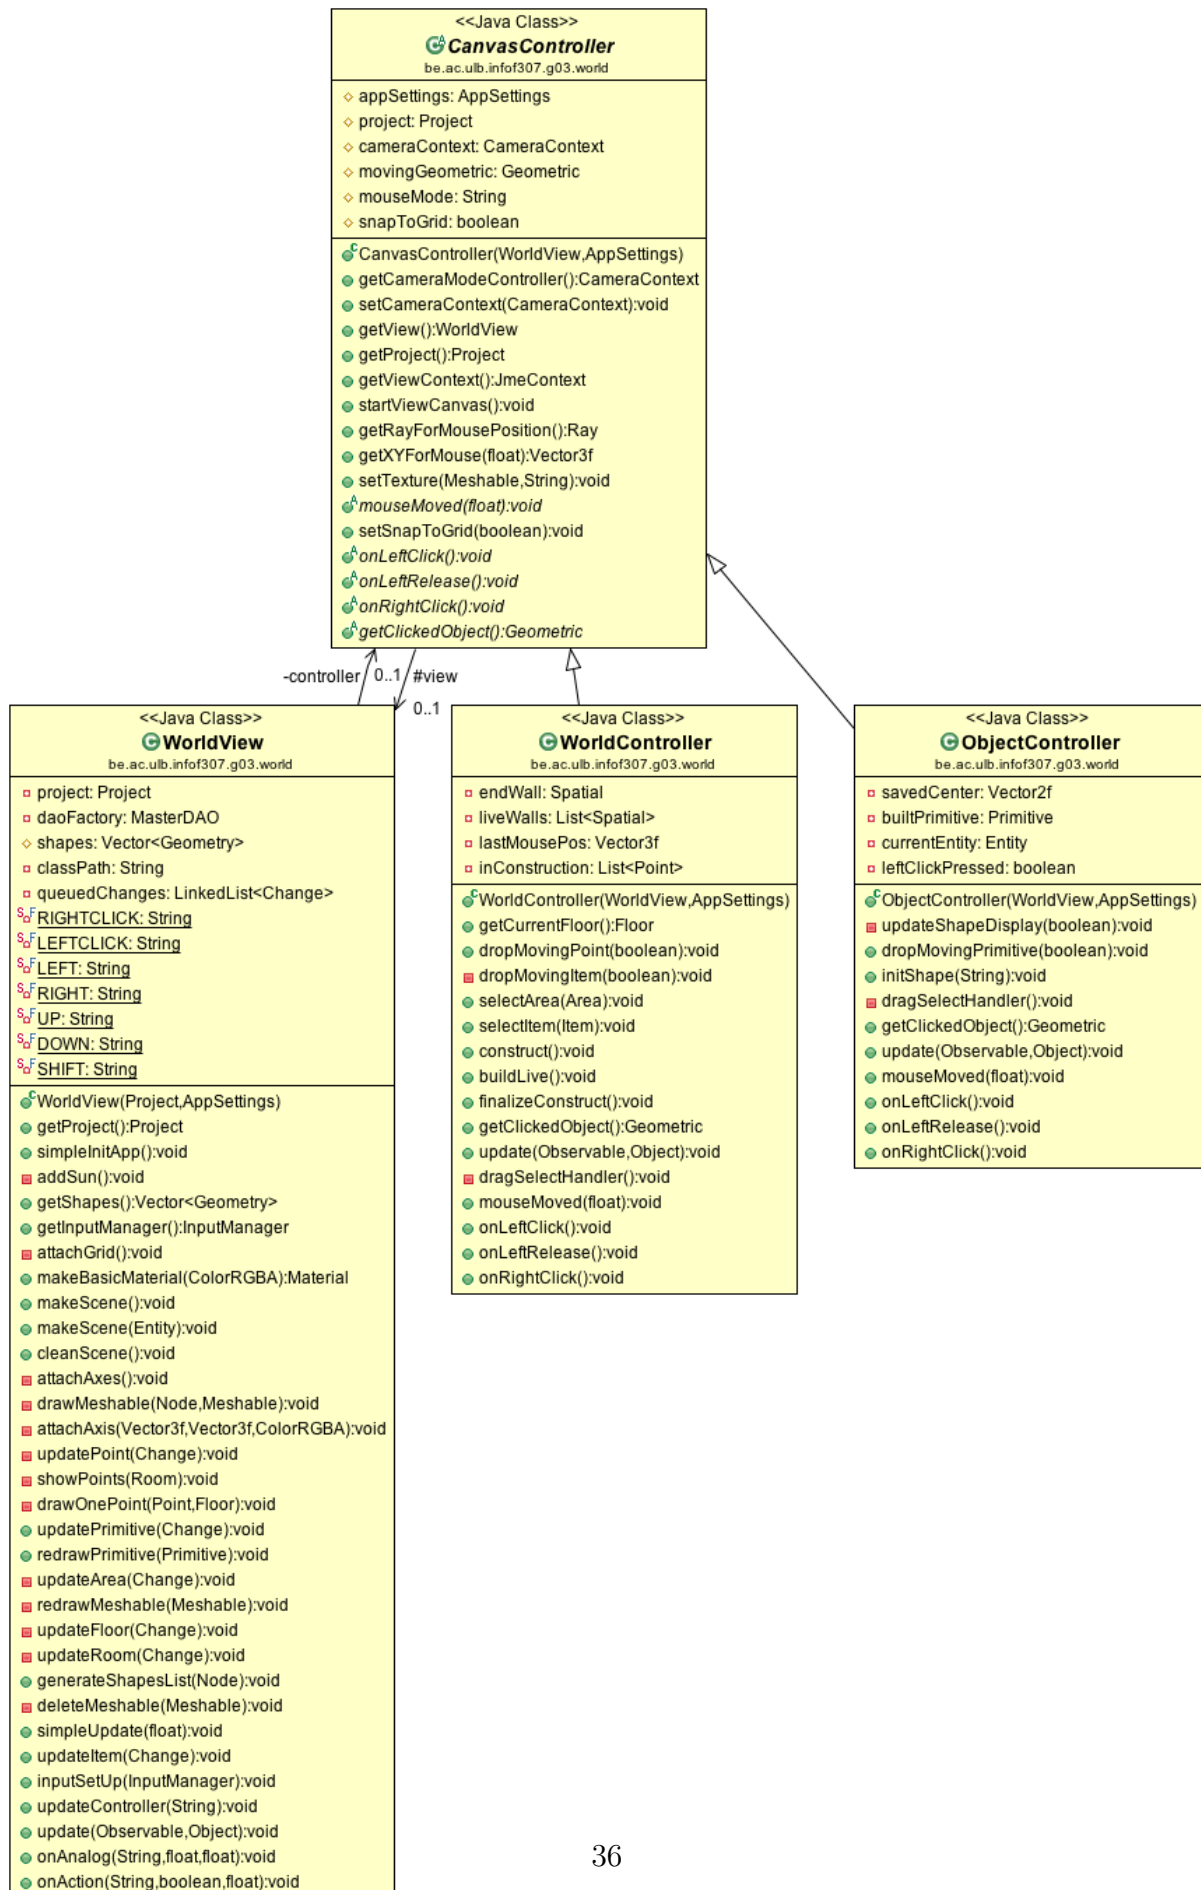 <<Java Class>>
CanvasController
be.ac.ulb.infof307.g03.world
appSettings: AppSettings
project: Project
cameraContext: CameraContext
movingGeometric: Geometric
mouseMode: String
snapToGrid: boolean
CanvasController(WorldView,AppSettings)
getCameraModeController():CameraContext
setCameraContext(CameraContext):void
getView():WorldView
getProject():Project
getViewContext():JmeContext
startViewCanvas():void
getRayForMousePosition():Ray
getXYForMouse(float):Vector3f
setTexture(Meshable,String):void
mouseMoved(float):void
setSnapToGrid(boolean):void
onLeftClick():void
onLeftRelease():void
onRightClick():void
getClickedObject():Geometric
-controller 0..1 #view
0..1
<<Java Class>>
WorldView
be.ac.ulb.infof307.g03.world
project: Project
daoFactory: MasterDAO
shapes: Vector<Geometry>
classPath: String
queuedChanges: LinkedList<Change>
RIGHTCLICK: String
LEFTCLICK: String
LEFT: String
RIGHT: String
UP: String
DOWN: String
SHIFT: String
WorldView(Project,AppSettings)
getProject():Project
simpleInitApp():void
addSun():void
getShapes():Vector<Geometry>
getInputManager():InputManager
attachGrid():void
makeBasicMaterial(ColorRGBA):Material
makeScene():void
makeScene(Entity):void
cleanScene():void
attachAxes():void
drawMeshable(Node,Meshable):void
attachAxis(Vector3f,Vector3f,ColorRGBA):void
updatePoint(Change):void
showPoints(Room):void
drawOnePoint(Point,Floor):void
updatePrimitive(Change):void
redrawPrimitive(Primitive):void
updateArea(Change):void
redrawMeshable(Meshable):void
updateFloor(Change):void
updateRoom(Change):void
generateShapesList(Node):void
deleteMeshable(Meshable):void
simpleUpdate(float):void
updateItem(Change):void
inputSetUp(InputManager):void
updateController(String):void
update(Observable,Object):void
onAnalog(String,float,float):void
onAction(String,boolean,float):void
<<Java Class>>
WorldController
be.ac.ulb.infof307.g03.world
endWall: Spatial
liveWalls: List<Spatial>
lastMousePos: Vector3f
inConstruction: List<Point>
WorldController(WorldView,AppSettings)
getCurrentFloor():Floor
dropMovingPoint(boolean):void
dropMovingItem(boolean):void
selectArea(Area):void
selectItem(Item):void
construct():void
buildLive():void
finalizeConstruct():void
getClickedObject():Geometric
update(Observable,Object):void
dragSelectHandler():void
mouseMoved(float):void
onLeftClick():void
onLeftRelease():void
onRightClick():void
<<Java Class>>
ObjectController
be.ac.ulb.infof307.g03.world
savedCenter: Vector2f
builtPrimitive: Primitive
currentEntity: Entity
leftClickPressed: boolean
ObjectController(WorldView,AppSettings)
updateShapeDisplay(boolean):void
dropMovingPrimitive(boolean):void
initShape(String):void
dragSelectHandler():void
getClickedObject():Geometric
update(Observable,Object):void
mouseMoved(float):void
onLeftClick():void
onLeftRelease():void
onRightClick():void
36